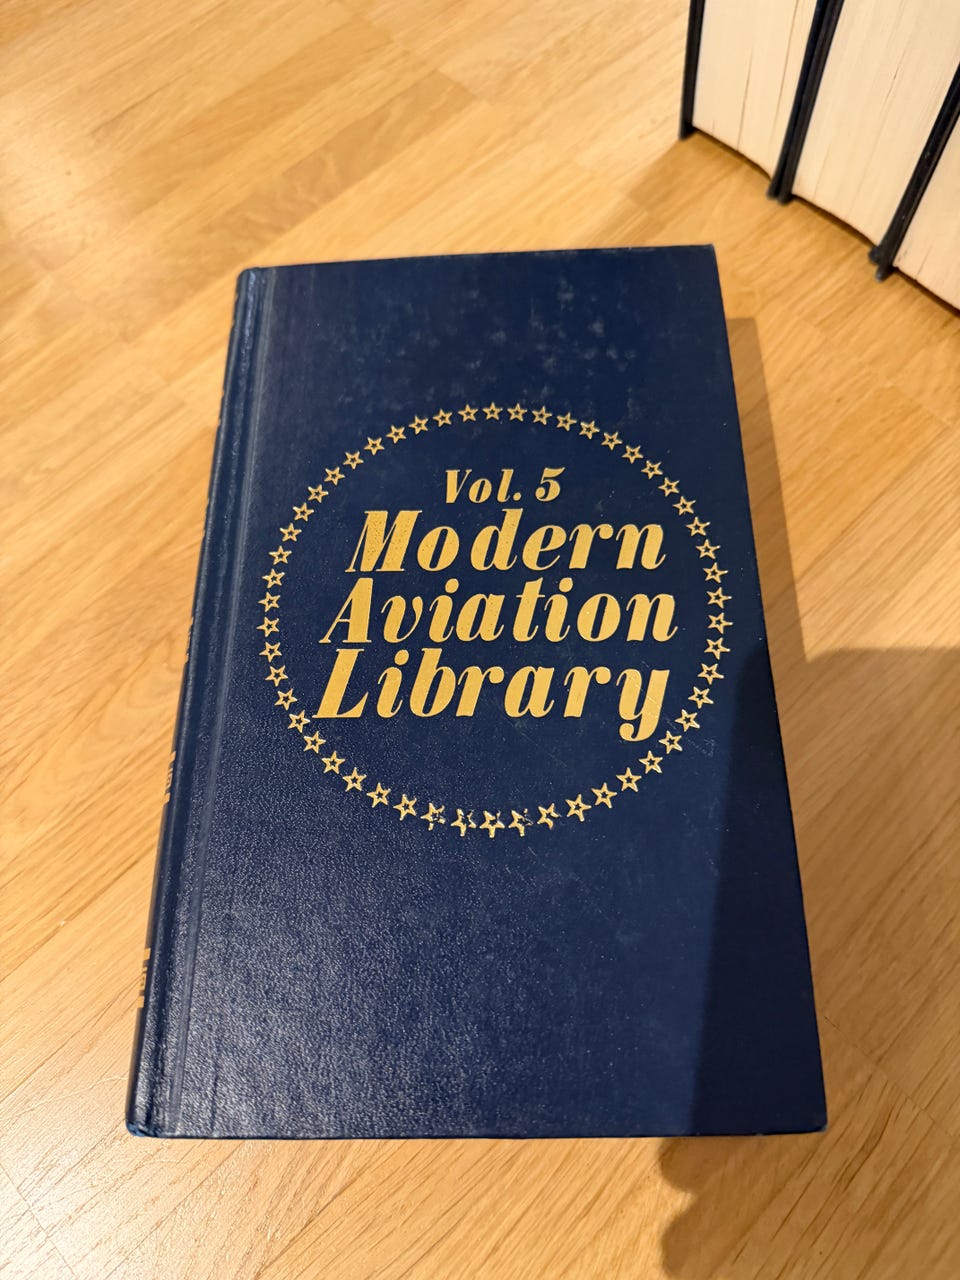 Vol. 5
Modern
Aviation
Library